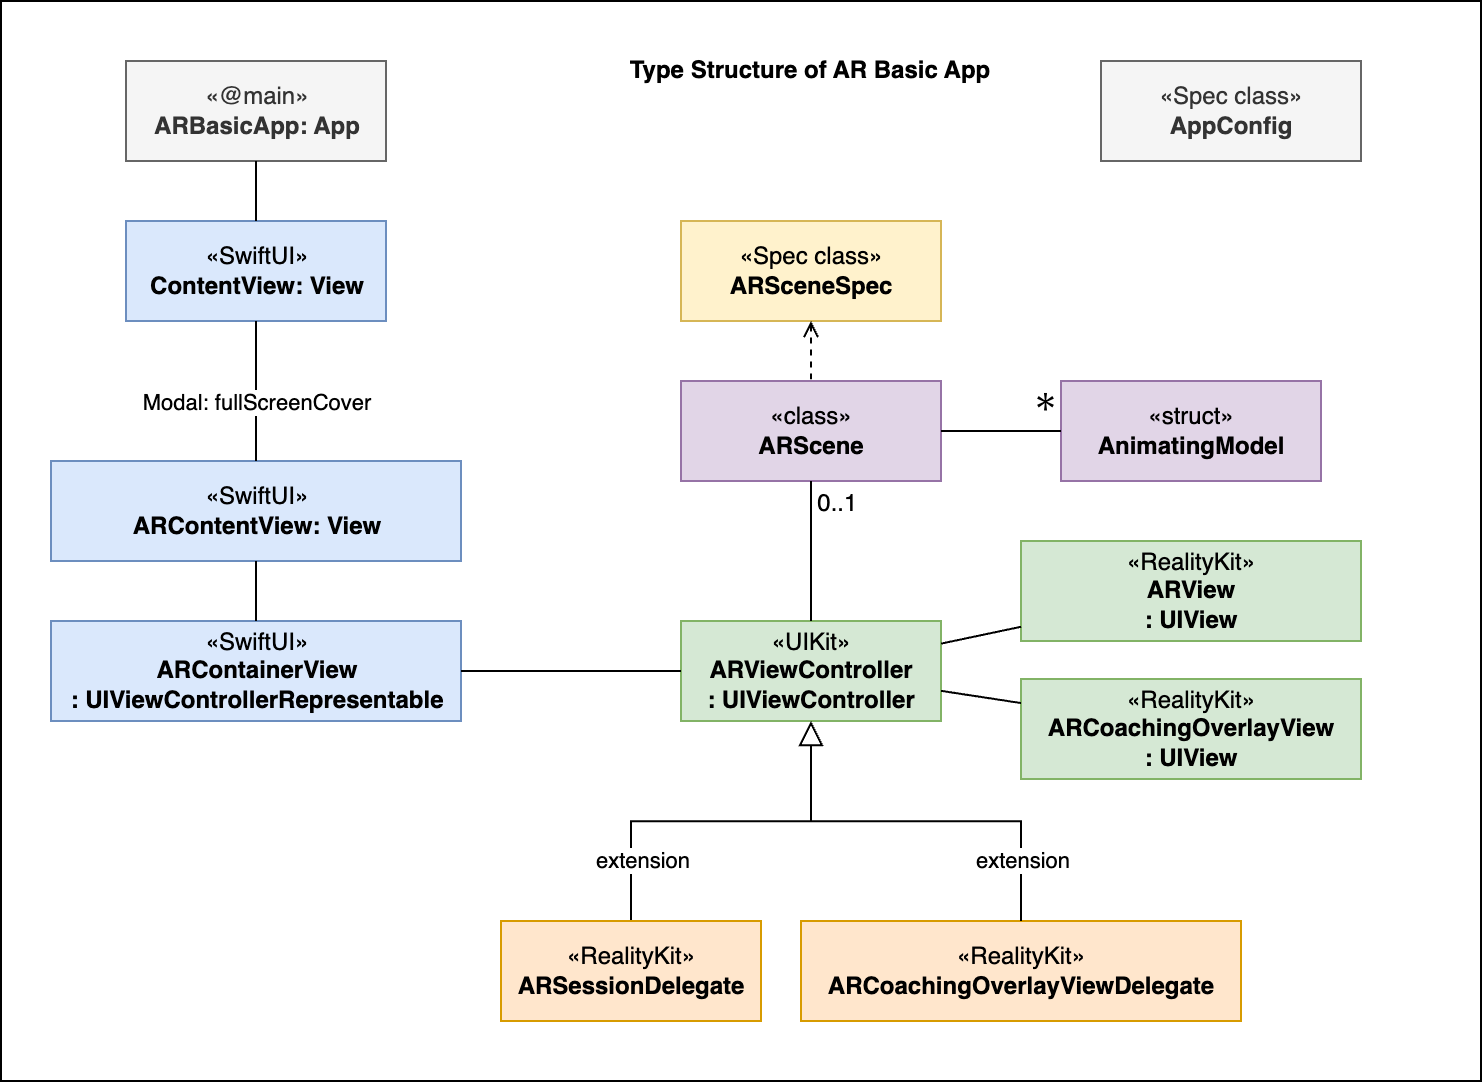 Type Structure of AR Basic App
«@main»
ARBasicApp: App
«Spec class»
AppConfig
«SwiftUI»
ContentView: View
«Spec class»
ARSceneSpec
Modal: fullScreenCover
«class»
ARScene
*
«struct»
AnimatingModel
0..1
«SwiftUI»
ARContentView: View
«RealityKit»
ARView
: UIView
«SwiftUI»
ARContainerView
: UIViewControllerRepresentable
«UIKit»
ARViewController
: UIViewController
«RealityKit»
ARCoachingOverlayView
: UIView
extension
extension
«RealityKit»
ARSessionDelegate
«RealityKit»
ARCoachingOverlayViewDelegate